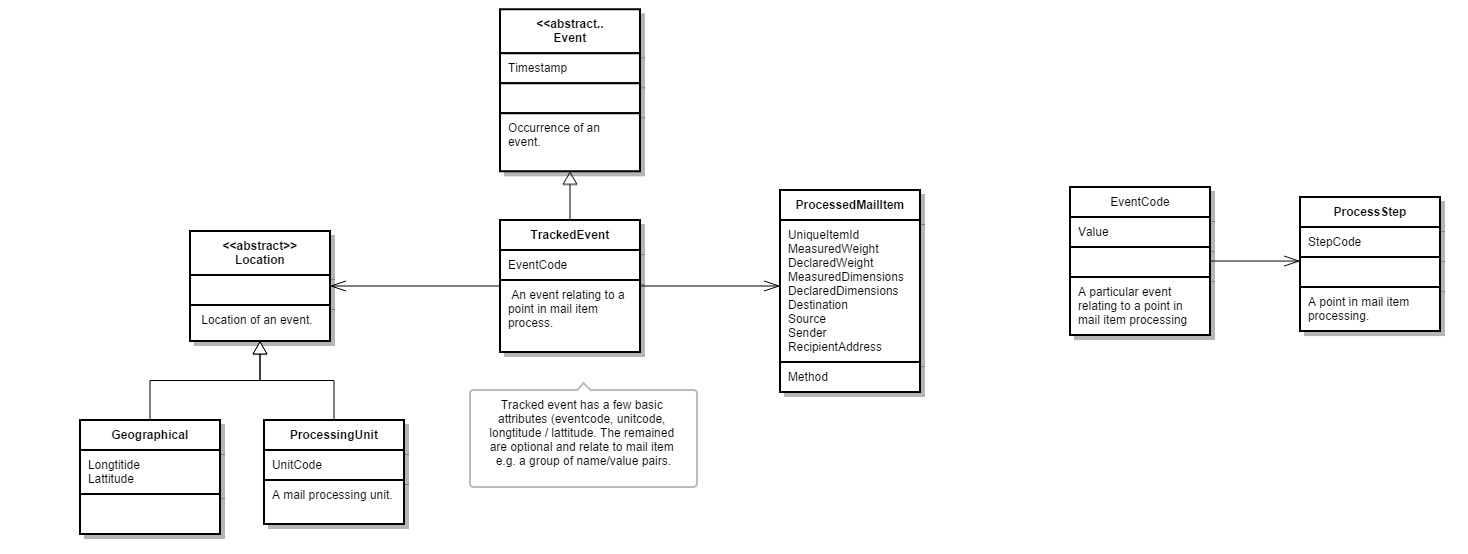 <<abstract..
Event
Timestamp
Occurrence of an
event.
<<abstract>>
Location
Location of an event.
TrackedEvent
EventCode
An event relating to a
point in mail item
process.
ProcessedMailItem
UniqueItemId
MeasuredWeight
DeclaredWeight
MeasuredDimensions
DeclaredDimensions
Destination
Source
Sender
RecipientAddress
Method
EventCode
Value
A particular event
relating to a point in
mail item processing
ProcessStep
StepCode
A point in mail item
processing.
Geographical
Longtitide
Lattitude
ProcessingUnit
UnitCode
A mail processing unit.
Tracked event has a few basic
attributes (eventcode, unitcode,
longtitude / lattitude. The remained
are optional and relate to mail item
e.g. a group of name/value pairs.